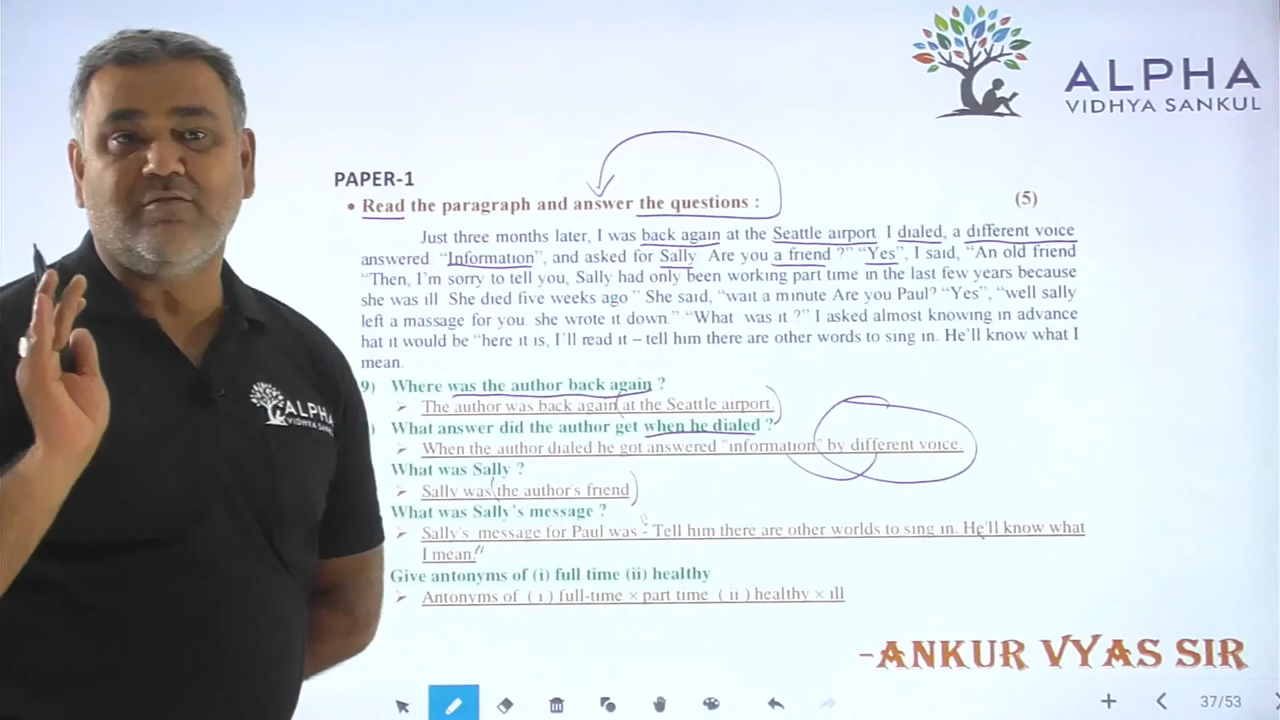 ALPHA
VIDHYA SANKUL
PAPER-1
• Read the paragraph and answer the questions : (5)
Just three months later, I was back again at the Seattle airport I dialed, a different voice
answered “Information”, and asked for Sally Are you a friend ?” “Yes”, I said, “An old friend
“Then, I'm sorry to tell you, Sally had only been working part time in the last few years because
she was ill She died five weeks ago ” She said, “wait a minute Are you Paul? “Yes”, “well sally
left a massage for you she wrote it down.” “What was it ?” I asked almost knowing in advance
hat it would be “here it is, I'll read it – tell him there are other words to sing in. He'll know what I
mean.
9) Where was the author back again ?
➢ The author was back again at the Seattle airport.
) What answer did the author get when he dialed ?
➢ When the author dialed he got answered "information" by different voice.
What was Sally ?
➢ Sally was the author's friend
What was Sally's message ?
➢ Sally's message for Paul was - Tell him there are other worlds to sing in. He'll know what
I mean."
Give antonyms of (i) full time (ii) healthy
➢ Antonyms of ( i ) full-time × part time ( ii ) healthy × ill
ALPHA
VIDHYA SANKUL
-ANKUR VYAS SIR
37/53